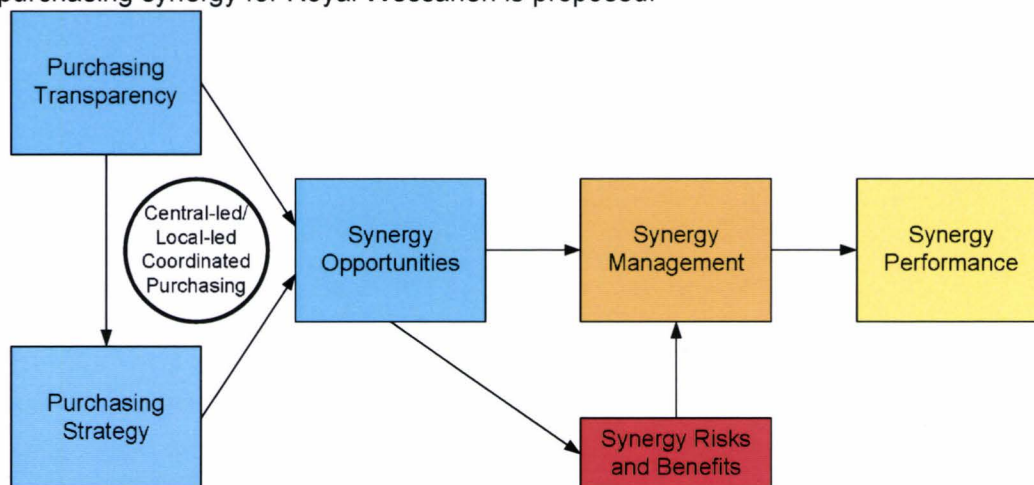 purchasing synergy for Royal Wessanen is proposed.
Purchasing
Transparency
Central-led/
Local-led
Coordinated
Purchasing
Synergy
Opportunities
Synergy
Management
Synergy
Performance
Purchasing
Strategy
Synergy Risks
and Benefits